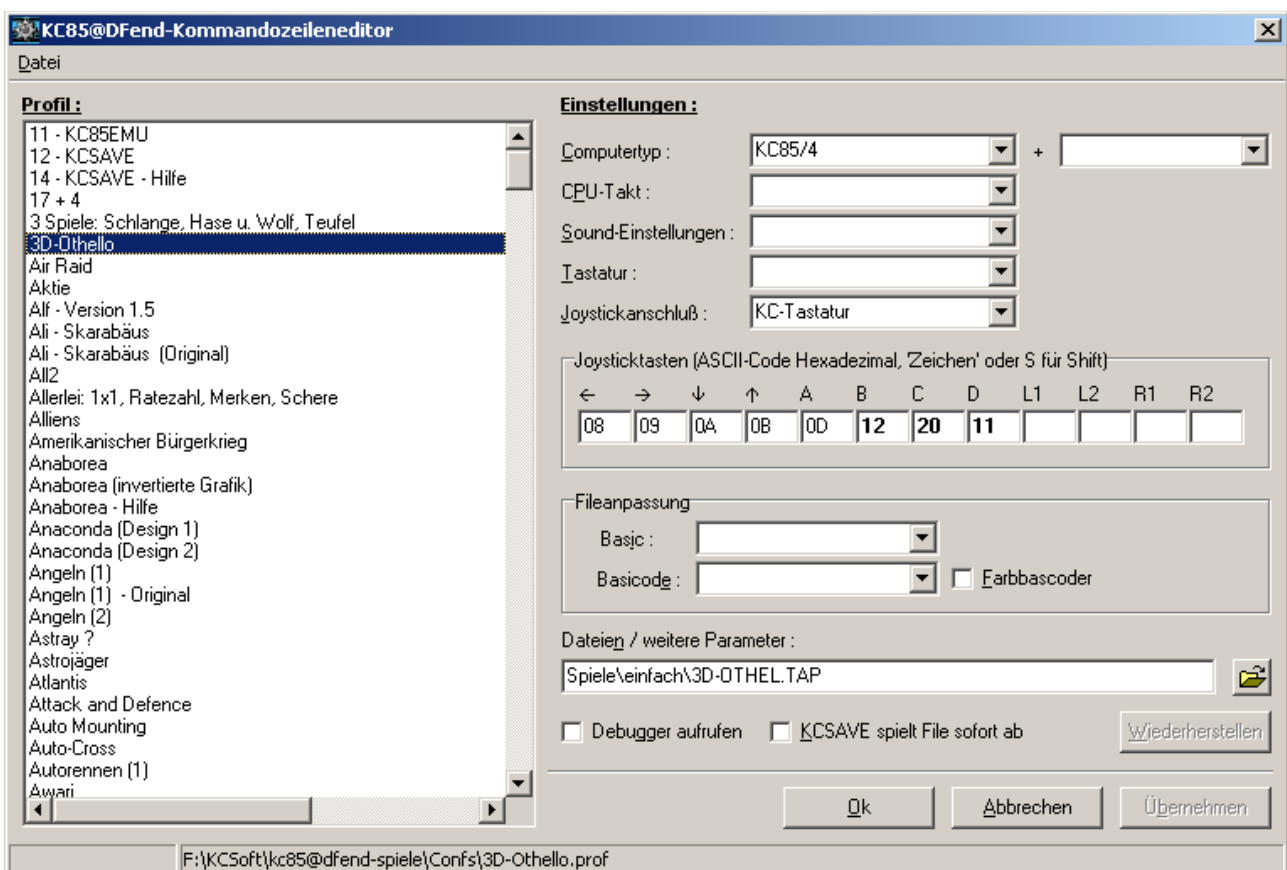 KC85@DFend-Kommandozeileneditor
Datei
Profil :
11 - KC85EMU
12 - KCSAVE
14 - KCSAVE - Hilfe
17 + 4
3 Spiele: Schlange, Hase u. Wolf, Teufel
3D-Othello
Air Raid
Aktie
Alf - Version 1.5
Ali - Skarabäus
Ali - Skarabäus  (Original)
All2
Allerlei: 1x1, Ratezahl, Merken, Schere
Alliens
Amerikanischer Bürgerkrieg
Anaborea
Anaborea (invertierte Grafik)
Anaborea - Hilfe
Anaconda (Design 1)
Anaconda (Design 2)
Angeln (1)
Angeln (1)  - Original
Angeln (2)
Astray ?
Astrojäger
Atlantis
Attack and Defence
Auto Mounting
Auto-Cross
Autorennen (1)
Awari
Einstellungen :
Computertyp : KC85/4 +
CPU-Takt :
Sound-Einstellungen :
Tastatur :
Joystickanschluß : KC-Tastatur
Joysticktasten (ASCII-Code Hexadezimal, 'Zeichen' oder S für Shift)
← → ↓ ↑ A B C D L1 L2 R1 R2
08 09 0A 0B 0D 12 20 11
Fileanpassung
Basic :
Basicode : Farbbascoder
Dateien / weitere Parameter :
Spiele\einfach\3D-OTHEL.TAP
Debugger aufrufen KCSAVE spielt File sofort ab Wiederherstellen
Ok Abbrechen Übernehmen
F:\KCSoft\kc85@dfend-spiele\Confs\3D-Othello.prof